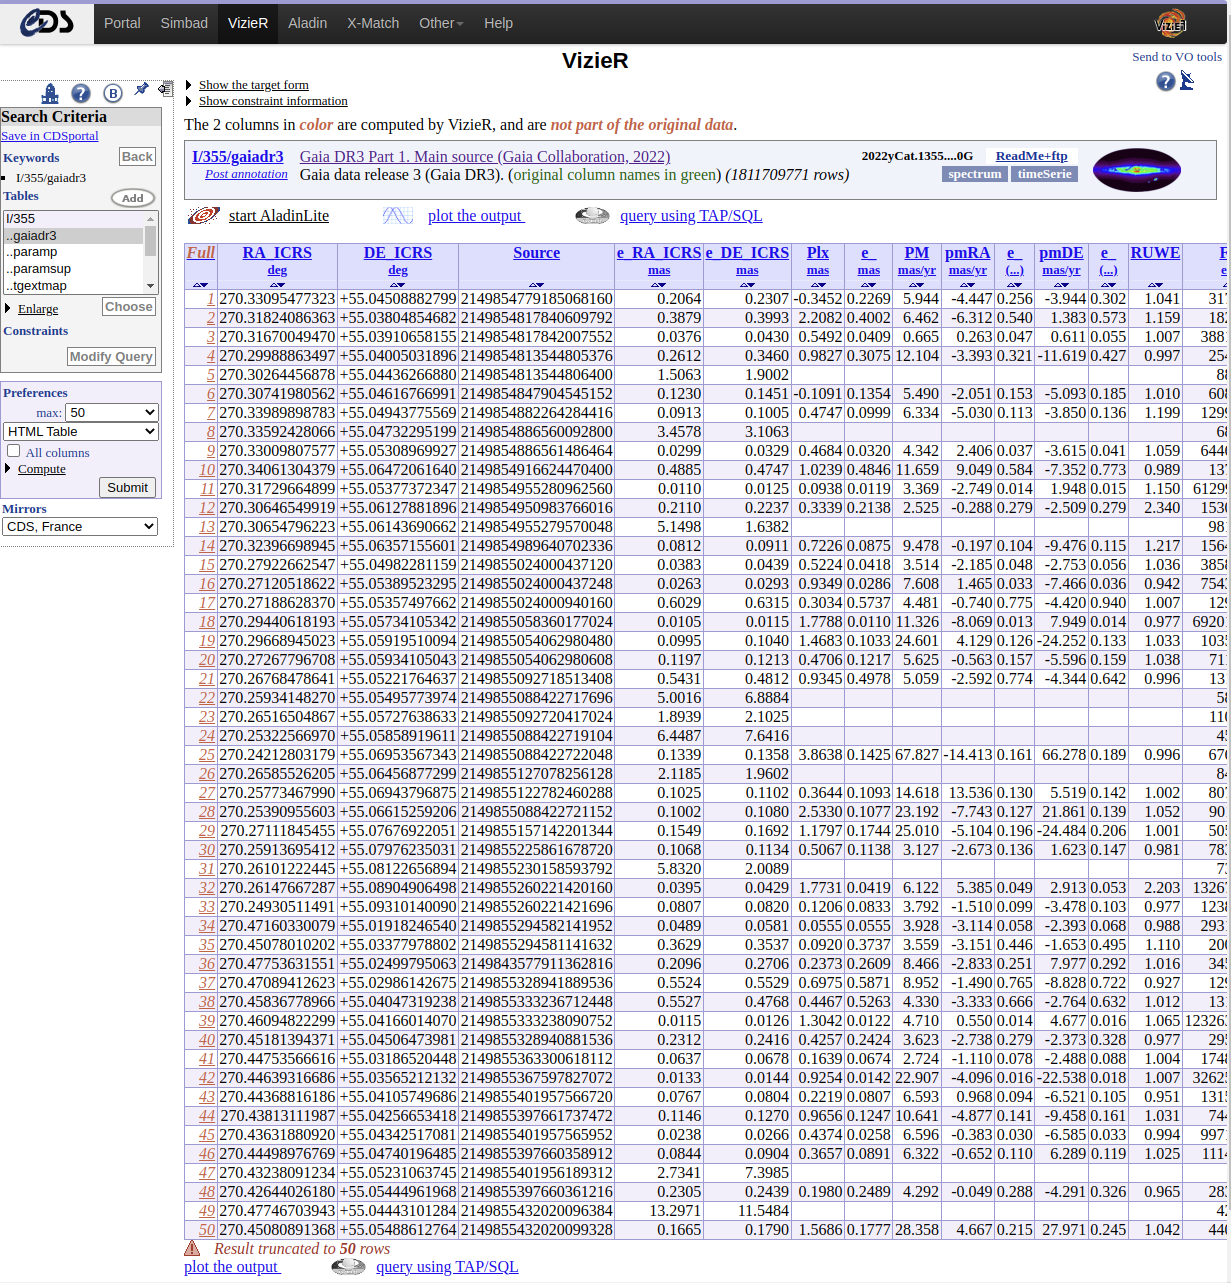 CDS Portal Simbad VizieR Aladin X-Match Other Help VizieR
VizieR
Send to VO tools
? B
Search Criteria
Save in CDSportal
Keywords Back
I/355/gaiadr3
Tables Add
I/355
..gaiadr3
..paramp
..paramsup
..tgextmap
Enlarge Choose
Constraints
Modify Query
Preferences
max: 50
HTML Table
All columns
Compute
Submit
Mirrors
CDS, France
?
Show the target form
Show constraint information
The 2 columns in color are computed by VizieR, and are not part of the original data.
I/355/gaiadr3 Gaia DR3 Part 1. Main source (Gaia Collaboration, 2022) 2022yCat.1355....0G ReadMe+ftp
Post annotation Gaia data release 3 (Gaia DR3). (original column names in green) (1811709771 rows) spectrum timeSerie
start AladinLite plot the output query using TAP/SQL
Full RA_ICRS DE_ICRS Source e_RA_ICRS e_DE_ICRS Plx e_ PM pmRA e_ pmDE e_ RUWE
deg deg mas mas mas mas mas/yr mas/yr (...) mas/yr (...)
1 270.33095477323 +55.04508882799 2149854779185068160 0.2064 0.2307 -0.3452 0.2269 5.944 -4.447 0.256 -3.944 0.302 1.041 317
2 270.31824086363 +55.03804854682 2149854817840609792 0.3879 0.3993 2.2082 0.4002 6.462 -6.312 0.540 1.383 0.573 1.159 182
3 270.31670049470 +55.03910658155 2149854817842007552 0.0376 0.0430 0.5492 0.0409 0.665 0.263 0.047 0.611 0.055 1.007 388
4 270.29988863497 +55.04005031896 2149854813544805376 0.2612 0.3460 0.9827 0.3075 12.104 -3.393 0.321 -11.619 0.427 0.997 254
5 270.30264456878 +55.04436266880 2149854813544806400 1.5063 1.9002 88
6 270.30741980562 +55.04616766991 2149854847904545152 0.1230 0.1451 -0.1091 0.1354 5.490 -2.051 0.153 -5.093 0.185 1.010 608
7 270.33989898783 +55.04943775569 2149854882264284416 0.0913 0.1005 0.4747 0.0999 6.334 -5.030 0.113 -3.850 0.136 1.199 1299
8 270.33592428066 +55.04732295199 2149854886560092800 3.4578 3.1063 68
9 270.33009807577 +55.05308969927 2149854886561486464 0.0299 0.0329 0.4684 0.0320 4.342 2.406 0.037 -3.615 0.041 1.059 6446
10 270.34061304379 +55.06472061640 2149854916624470400 0.4885 0.4747 1.0239 0.4846 11.659 9.049 0.584 -7.352 0.773 0.989 137
11 270.31729664899 +55.05377372347 2149854955280962560 0.0110 0.0125 0.0938 0.0119 3.369 -2.749 0.014 1.948 0.015 1.150 61299
12 270.30646549919 +55.06127881896 2149854950983766016 0.2110 0.2237 0.3339 0.2138 2.525 -0.288 0.279 -2.509 0.279 2.340 1530
13 270.30654796223 +55.06143690662 2149854955279570048 5.1498 1.6382 981
14 270.32396698945 +55.06357155601 2149854989640702336 0.0812 0.0911 0.7226 0.0875 9.478 -0.197 0.104 -9.476 0.115 1.217 1564
15 270.27922662547 +55.04982281159 2149855024000437120 0.0383 0.0439 0.5224 0.0418 3.514 -2.185 0.048 -2.753 0.056 1.036 3858
16 270.27120518622 +55.05389523295 2149855024000437248 0.0263 0.0293 0.9349 0.0286 7.608 1.465 0.033 -7.466 0.036 0.942 7543
17 270.27188628370 +55.05357497662 2149855024000940160 0.6029 0.6315 0.3034 0.5737 4.481 -0.740 0.775 -4.420 0.940 1.007 129
18 270.29440618193 +55.05734105342 2149855058360177024 0.0105 0.0115 1.7788 0.0110 11.326 -8.069 0.013 7.949 0.014 0.977 6920
19 270.29668945023 +55.05919510094 2149855054062980480 0.0995 0.1040 1.4683 0.1033 24.601 4.129 0.126 -24.252 0.133 1.033 1035
20 270.27267796708 +55.05934105043 2149855054062980608 0.1197 0.1213 0.4706 0.1217 5.625 -0.563 0.157 -5.596 0.159 1.038 711
21 270.26768478641 +55.05221764637 2149855092718513408 0.5431 0.4812 0.9345 0.4978 5.059 -2.592 0.774 -4.344 0.642 0.996 131
22 270.25934148270 +55.05495773974 2149855088422717696 5.0016 6.8884 58
23 270.26516504867 +55.05727638633 2149855092720417024 1.8939 2.1025 110
24 270.25322566970 +55.05858919611 2149855088422719104 6.4487 7.6416 45
25 270.24212803179 +55.06953567343 2149855088422722048 0.1339 0.1358 3.8638 0.1425 67.827 -14.413 0.161 66.278 0.189 0.996 676
26 270.26585526205 +55.06456877299 2149855127078256128 2.1185 1.9602 84
27 270.25773467990 +55.06943796875 2149855122782460288 0.1025 0.1102 0.3644 0.1093 14.618 13.536 0.130 5.519 0.142 1.002 807
28 270.25390955603 +55.06615259206 2149855088422721152 0.1002 0.1080 2.5330 0.1077 23.192 -7.743 0.127 21.861 0.139 1.052 90
29 270.27111845455 +55.07676922051 2149855157142201344 0.1549 0.1692 1.1797 0.1744 25.010 -5.104 0.196 -24.484 0.206 1.001 505
30 270.25913695412 +55.07976235031 2149855225861678720 0.1068 0.1134 0.5067 0.1138 3.127 -2.673 0.136 1.623 0.147 0.981 783
31 270.26101222445 +55.08122656894 2149855230158593792 5.8320 2.0089 7
32 270.26147667287 +55.08904906498 2149855260221420160 0.0395 0.0429 1.7731 0.0419 6.122 5.385 0.049 2.913 0.053 2.203 13267
33 270.24930511491 +55.09310140090 2149855260221421696 0.0807 0.0820 0.1206 0.0833 3.792 -1.510 0.099 -3.478 0.103 0.977 1238
34 270.47160330079 +55.01918246540 2149855294582141952 0.0489 0.0581 0.0555 0.0555 3.928 -3.114 0.058 -2.393 0.068 0.988 293
35 270.45078010202 +55.03377978802 2149855294581141632 0.3629 0.3537 0.0920 0.3737 3.559 -3.151 0.446 -1.653 0.495 1.110 206
36 270.47753631551 +55.02499795063 2149843577911362816 0.2096 0.2706 0.2373 0.2609 8.466 -2.833 0.251 7.977 0.292 1.016 345
37 270.47089412623 +55.02986142675 2149855328941889536 0.5524 0.5529 0.6975 0.5871 8.952 -1.490 0.765 -8.828 0.722 0.927 129
38 270.45836778966 +55.04047319238 2149855333236712448 0.5527 0.4768 0.4467 0.5263 4.330 -3.333 0.666 -2.764 0.632 1.012 131
39 270.46094822299 +55.04166014070 2149855333238090752 0.0115 0.0126 1.3042 0.0122 4.710 0.550 0.014 4.677 0.016 1.065 123263
40 270.45181394371 +55.04506473981 2149855328940881536 0.2312 0.2416 0.4257 0.2424 3.623 -2.738 0.279 -2.373 0.328 0.977 295
41 270.44753566616 +55.03186520448 2149855363300618112 0.0637 0.0678 0.1639 0.0674 2.724 -1.110 0.078 -2.488 0.088 1.004 1748
42 270.44639316686 +55.03565212132 2149855367597827072 0.0133 0.0144 0.9254 0.0142 22.907 -4.096 0.016 -22.538 0.018 1.007 32625
43 270.44368816186 +55.04105749686 2149855401957566720 0.0767 0.0804 0.2219 0.0807 6.593 0.968 0.094 -6.521 0.105 0.951 1315
44 270.43813111987 +55.04256653418 2149855397661737472 0.1146 0.1270 0.9656 0.1247 10.641 -4.877 0.141 -9.458 0.161 1.031 744
45 270.43631880920 +55.04342517081 2149855401957565952 0.0238 0.0266 0.4374 0.0258 6.596 -0.383 0.030 -6.585 0.033 0.994 997
46 270.44498976769 +55.04740196485 2149855397660358912 0.0844 0.0904 0.3657 0.0891 6.322 -0.652 0.110 6.289 0.119 1.025 1114
47 270.43238091234 +55.05231063745 2149855401956189312 2.7341 7.3985
48 270.42644026180 +55.05444961968 2149855397660361216 0.2305 0.2439 0.1980 0.2489 4.292 -0.049 0.288 -4.291 0.326 0.965 283
49 270.47746703943 +55.04443101284 2149855432020096384 13.2971 11.5484 42
50 270.45080891368 +55.05488612764 2149855432020099328 0.1665 0.1790 1.5686 0.1777 28.358 4.667 0.215 27.971 0.245 1.042 440
Result truncated to 50 rows
plot the output query using TAP/SQL